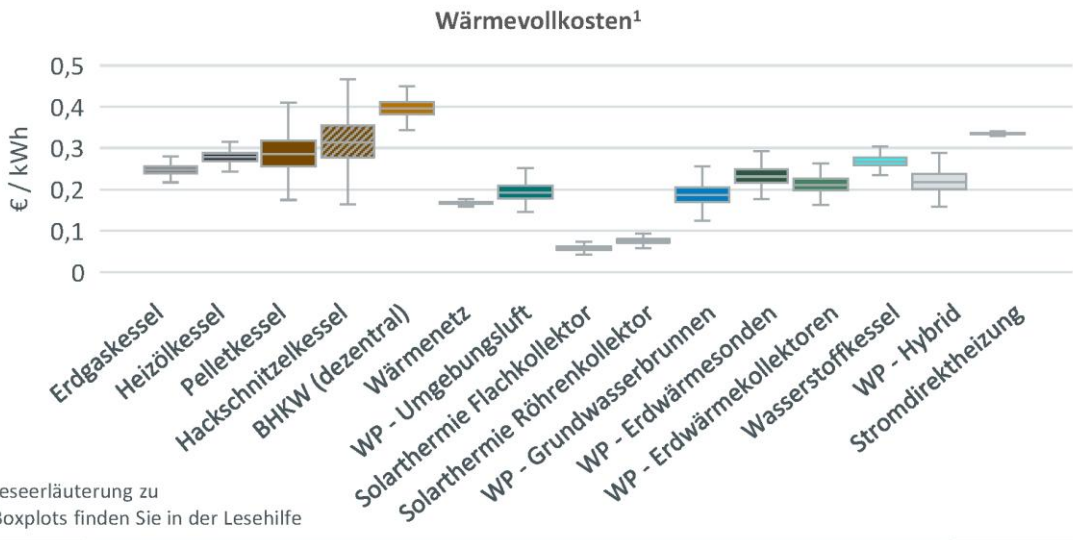 Wärmevollkosten¹
€ / kWh
0,5
0,4
0,3
0,2
0,1
0
Erdgaskessel
Heizölkessel
Pelletkessel
Hackschnitzelkessel
BHKW (dezentral)
Wärmenetz
WP - Umgebungsluft
Solarthermie Flachkollektor
Solarthermie Röhrenkollektor
WP - Grundwasserbrunnen
WP - Erdwärmesonden
WP - Erdwärmekollektoren
Wasserstoffkessel
WP - Hybrid
Stromdirektheizung
eseerläuterung zu
Boxplots finden Sie in der Lesehilfe